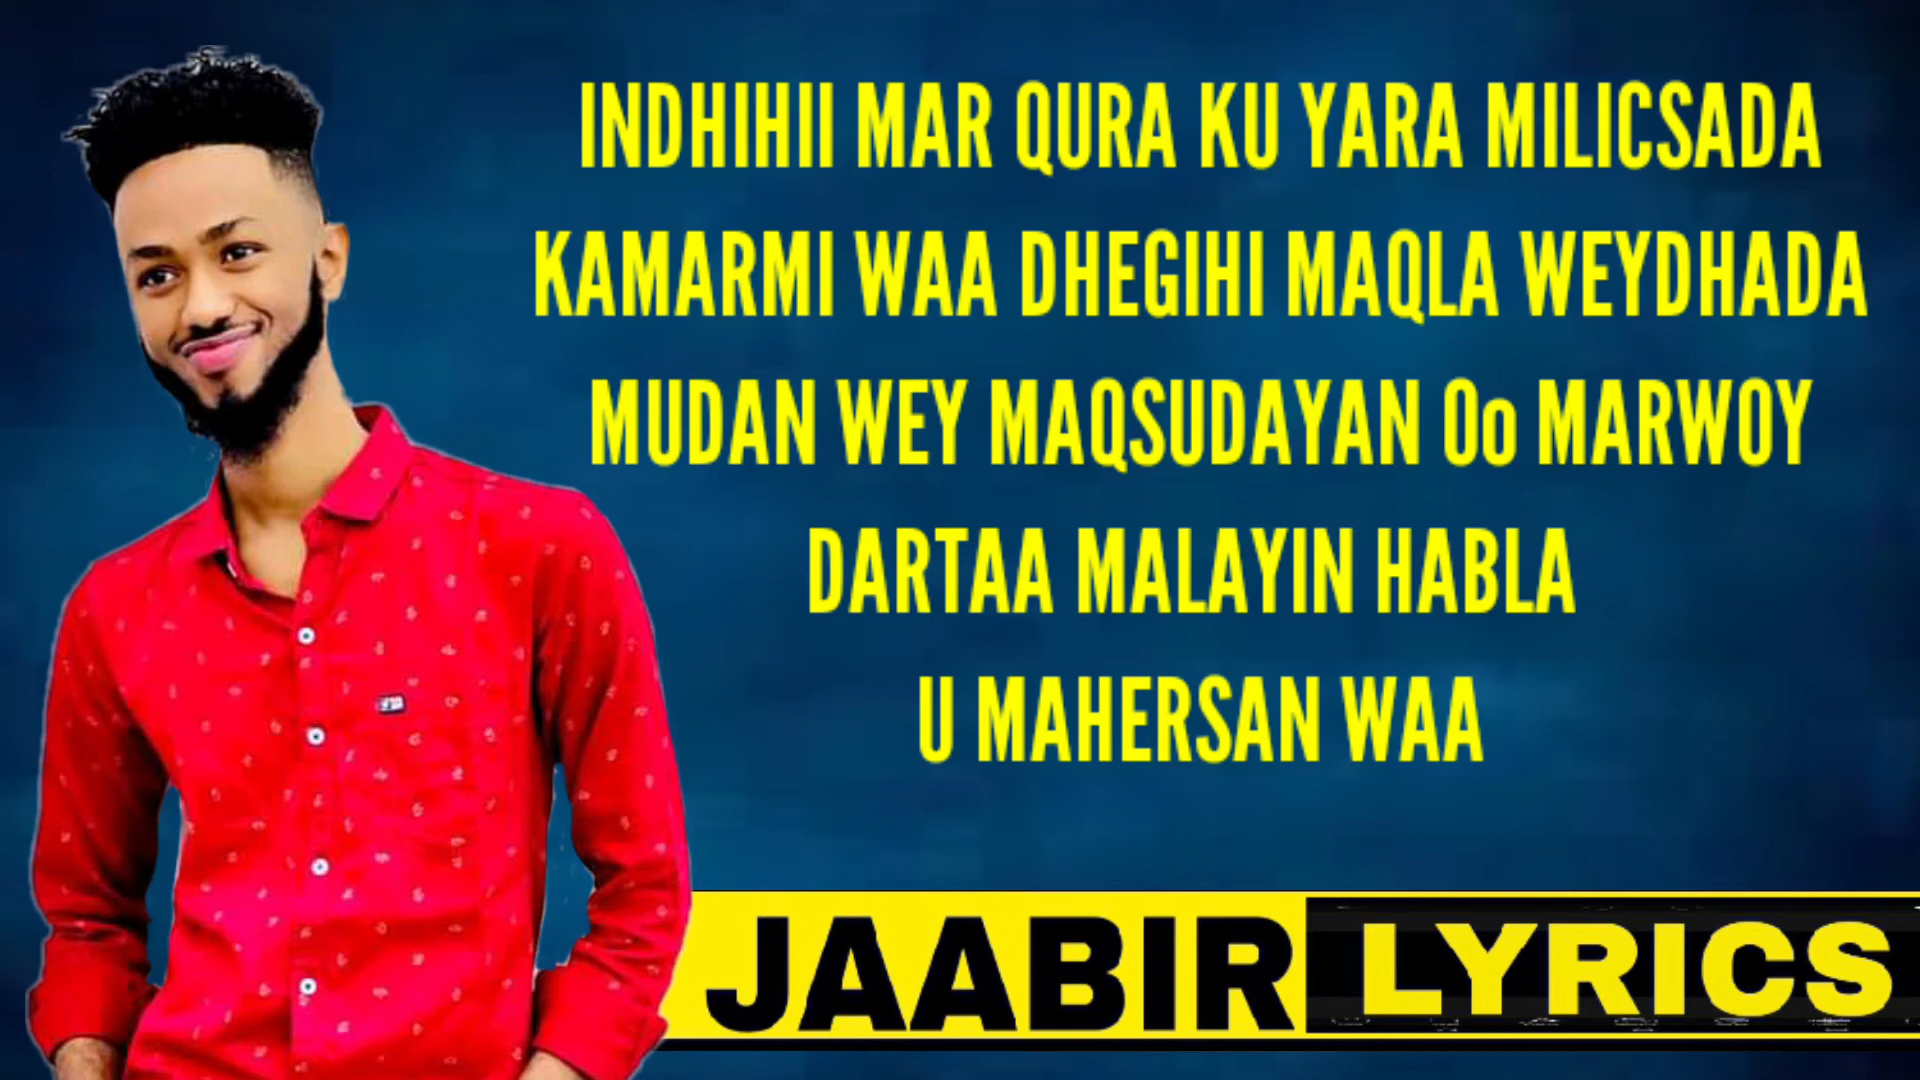 INDHIHII MAR QURA KU YARA MILICSADA
KAMARMI WAA DHEGIHI MAQLA WEYDHADA
MUDAN WEY MAQSUDAYAN Oo MARWOY
DARTAA MALAYIN HABLA
U MAHERSAN WAA
JAABIR LYRICS